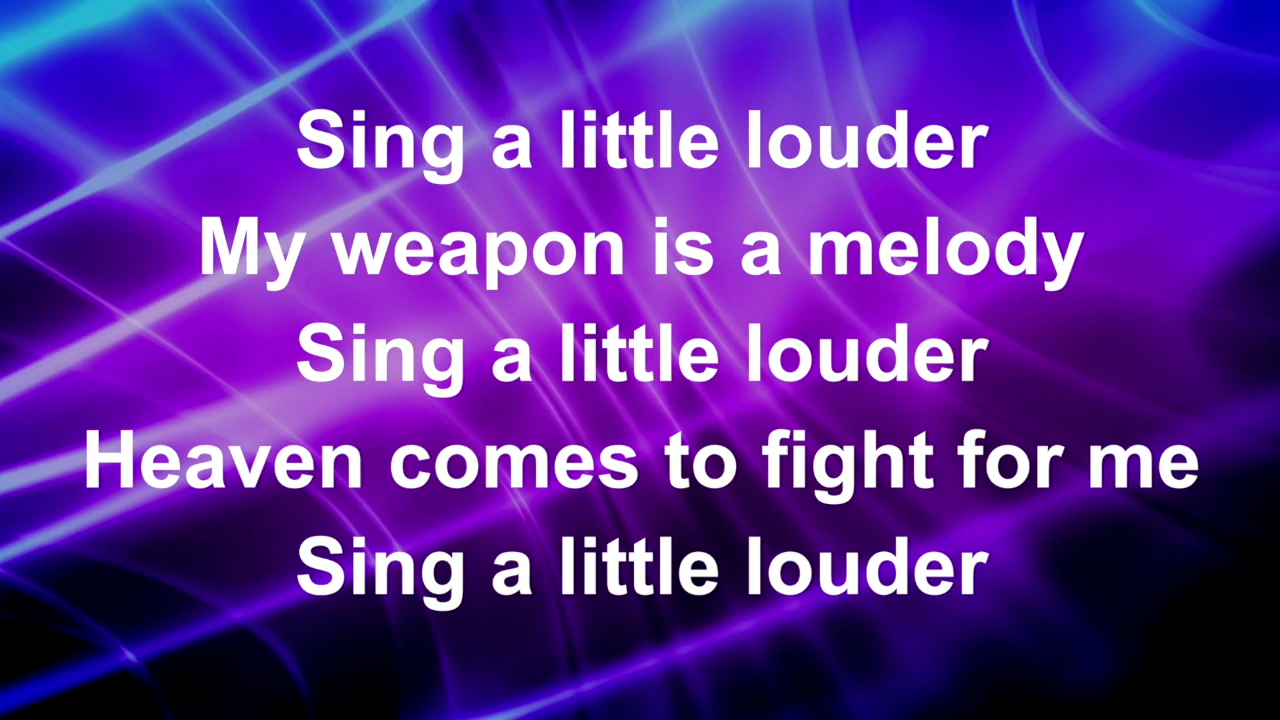 Sing a little louder
My weapon is a melody
Sing a little louder
Heaven comes to fight for me
Sing a little louder